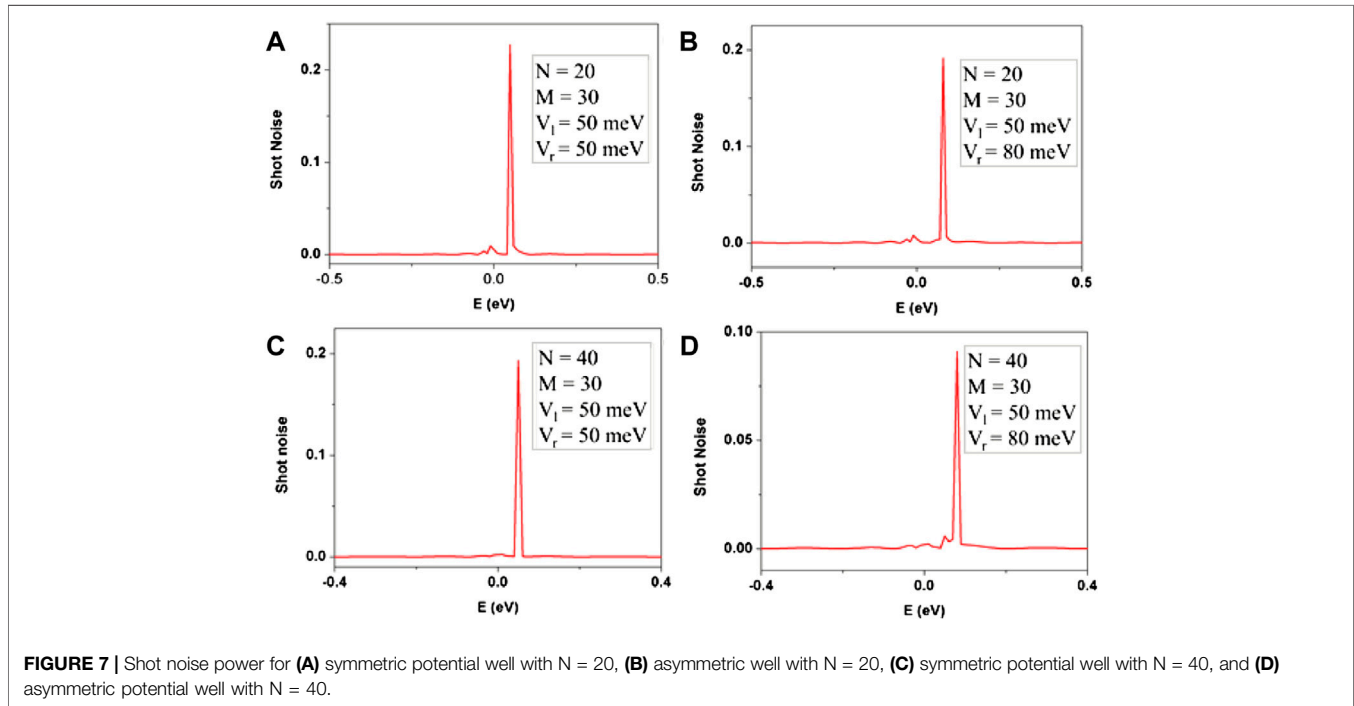 A
0.2
0.1
0.0
Shot Noise
-0.5
0.0
0.5
E (eV)
N = 20
M = 30
V_l = 50 meV
V_r = 50 meV
B
0.2
0.1
0.0
Shot Noise
-0.5
0.0
0.5
E (eV)
N = 20
M = 30
V_l = 50 meV
V_r = 80 meV
C
0.2
0.1
0.0
Shot noise
-0.4
0.0
0.4
E (eV)
N = 40
M = 30
V_l = 50 meV
V_r = 50 meV
D
0.10
0.05
0.00
Shot Noise
-0.4
0.0
0.4
E (eV)
N = 40
M = 30
V_l = 50 meV
V_r = 80 meV
FIGURE 7 | Shot noise power for (A) symmetric potential well with N = 20, (B) asymmetric well with N = 20, (C) symmetric potential well with N = 40, and (D)
asymmetric potential well with N = 40.